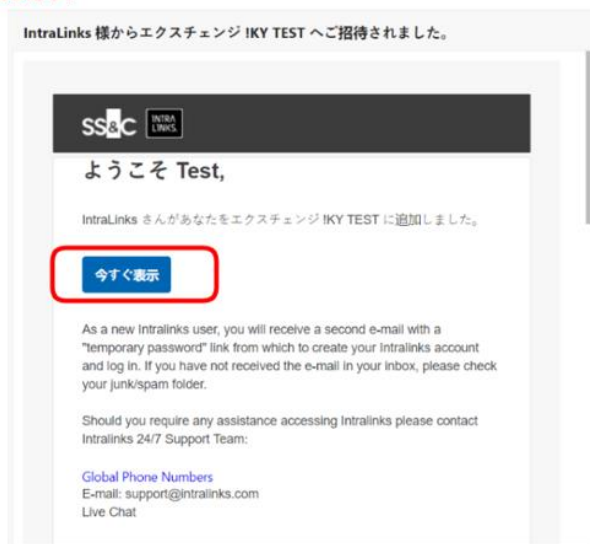 IntraLinks 様からエクスチェンジ !KY TEST へご招待されました。
SS&C INTRA LINKS
ようこそ Test,
IntraLinks さんがあなたをエクスチェンジ !KY TEST に追加しました。
今すぐ表示
As a new Intralinks user, you will receive a second e-mail with a
"temporary password" link from which to create your Intralinks account
and log in. If you have not received the e-mail in your inbox, please check
your junk/spam folder.
Should you require any assistance accessing Intralinks please contact
Intralinks 24/7 Support Team:
Global Phone Numbers
E-mail: support@intralinks.com
Live Chat